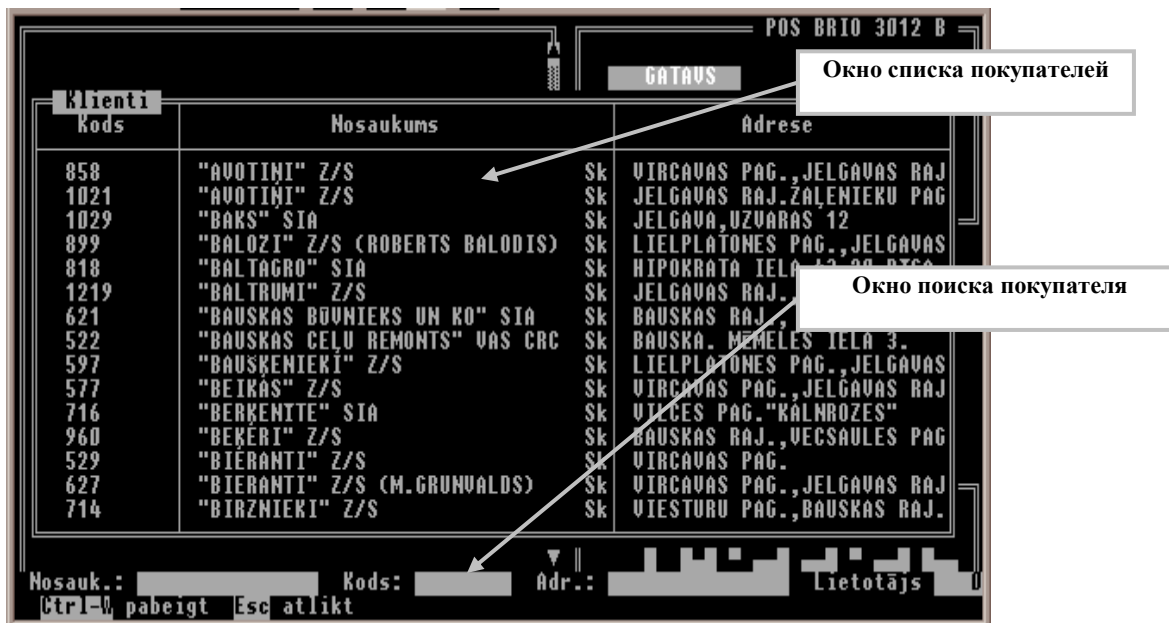 POS BRIO 3012 B
GATAVS
Окно списка покупателей
Klienti
Kods Nosaukums Adrese
858 "AVOTIŅI" Z/S Sk VIRCAVAS PAG.,JELGAVAS RAJ
1021 "AVOTIŅI" Z/S Sk JELGAVAS RAJ.ZAĻENIEKU PAG
1029 "BAKS" SIA Sk JELGAVA,UZVARAS 12
899 "BALOZI" Z/S (ROBERTS BALODIS) Sk LIELPLATONES PAG.,JELGAVAS
818 "BALTAGRO" SIA Sk HIPOKRATA IELA
1219 "BALTRUMI" Z/S Sk JELGAVAS RAJ.,
Окно поиска покупателя
621 "BAUSKAS BŪVNIEKS UN KO" SIA Sk BAUSKAS RAJ.,
522 "BAUSKAS CEĻU REMONTS" VAS CRC Sk BAUSKA. MĒMELES IELA 3.
597 "BAUSĶENIEKI" Z/S Sk LIELPLATONES PAG.,JELGAVAS
577 "BEIKAS" Z/S Sk VIRCAVAS PAG.,JELGAVAS RAJ
716 "BERĶENITE" SIA Sk VILCES PAG."KALNROZES"
960 "BEĶERI" Z/S Sk BAUSKAS RAJ.,VECSAULES PAG
529 "BIERANTI" Z/S Sk VIRCAVAS PAG.
627 "BIERANTI" Z/S (M.GRUNVALDS) Sk VIRCAVAS PAG.,JELGAVAS RAJ
714 "BIRZNIEKI" Z/S Sk VIESTURU PAG.,BAUSKAS RAJ.
Nosauk.: Kods: Adr.: Lietotājs 0
Ctrl-W pabeigt Esc atlikt